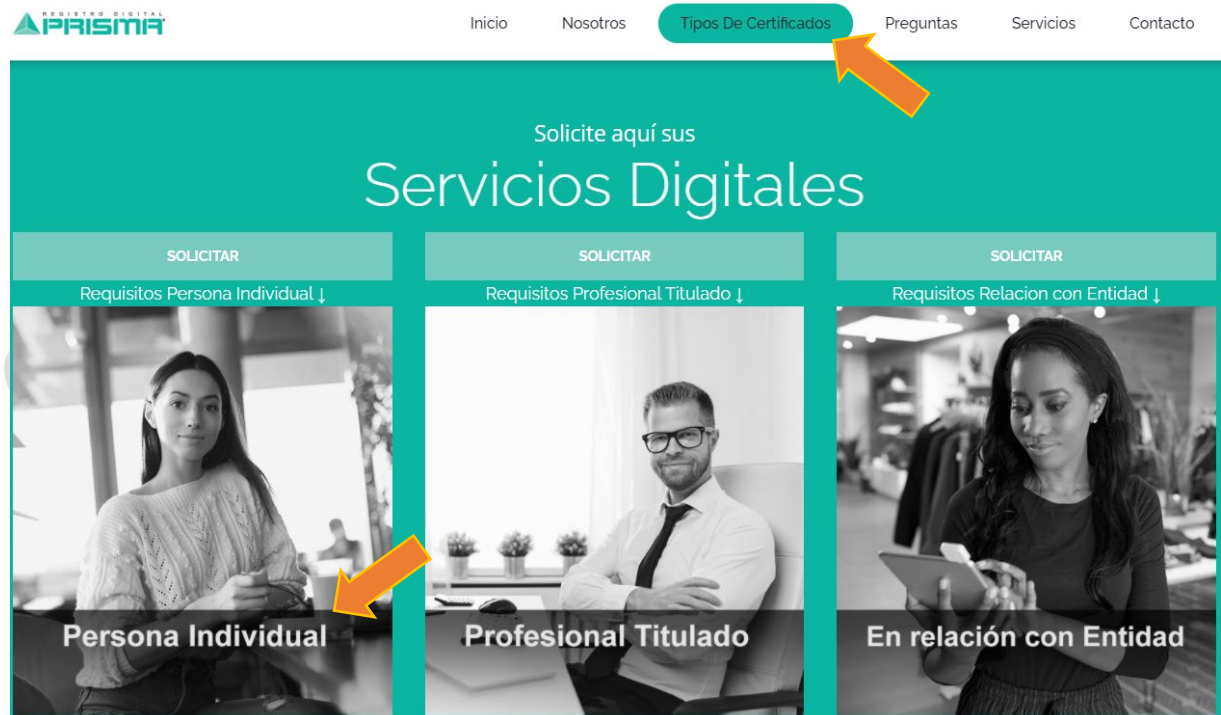 REGISTRO DIGITAL
PRISMA
Inicio
Nosotros
Tipos De Certificados
Preguntas
Servicios
Contacto
Solicite aquí sus
Servicios Digitales
SOLICITAR
Requisitos Persona Individual ↓
Persona Individual
SOLICITAR
Requisitos Profesional Titulado ↓
Profesional Titulado
SOLICITAR
Requisitos Relacion con Entidad ↓
En relación con Entidad